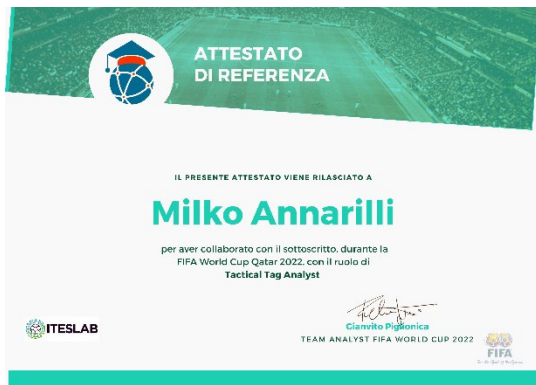 ATTESTATO
DI REFERENZA
IL PRESENTE ATTESTATO VIENE RILASCIATO A
Milko Annarilli
per aver collaborato con il sottoscritto, durante la
FIFA World Cup Qatar 2022, con il ruolo di
Tactical Tag Analyst
ITESLAB
Gianvito Piglionica
TEAM ANALYST FIFA WORLD CUP 2022
FIFA